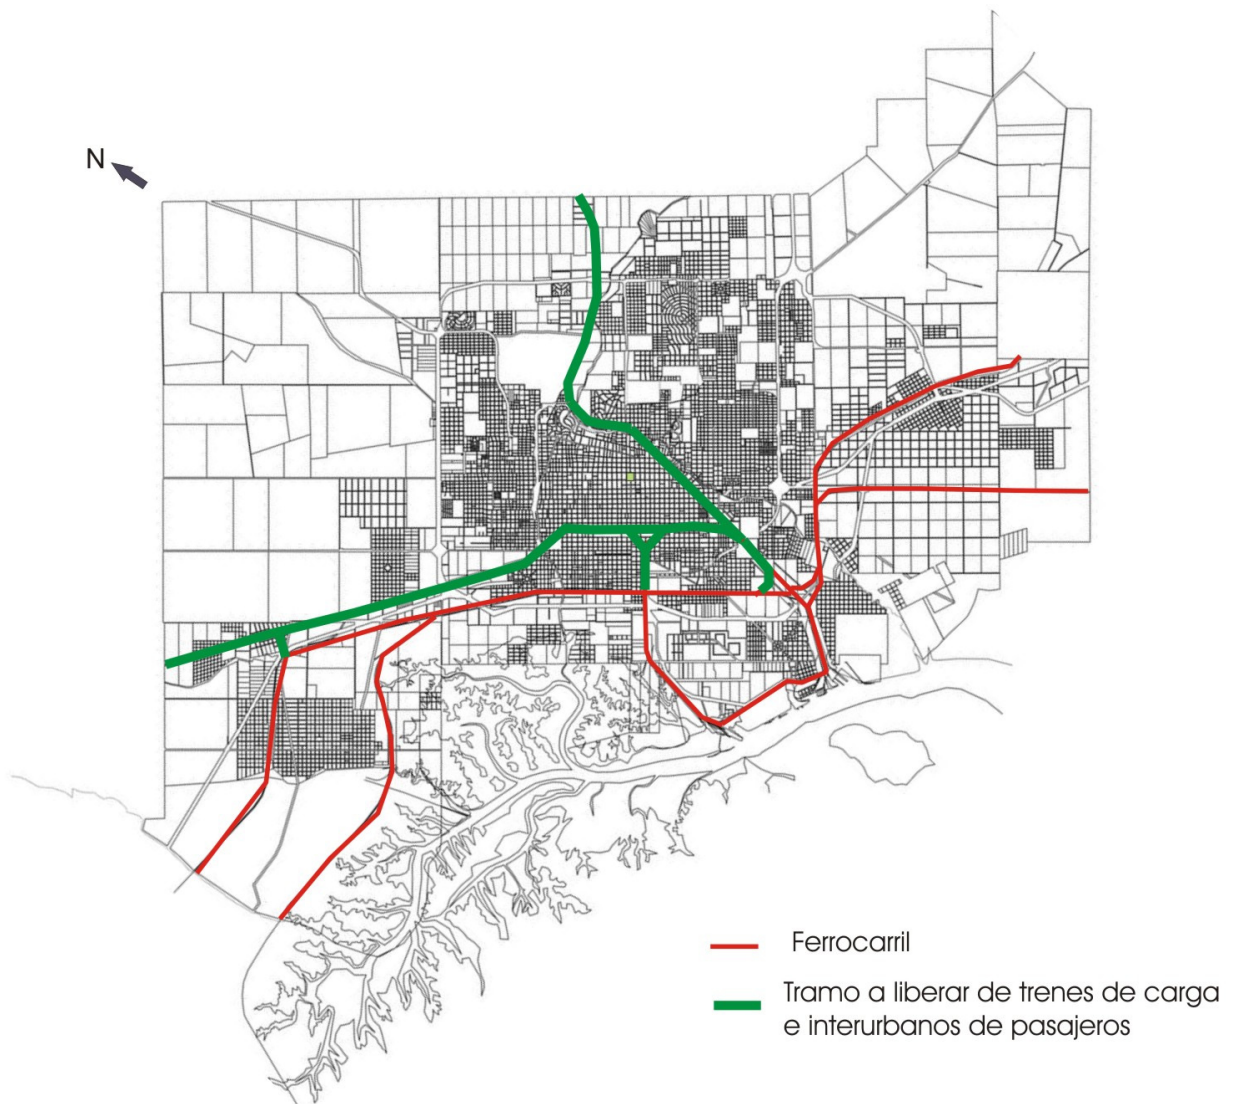 N
Ferrocarril
Tramo a liberar de trenes de carga
e interurbanos de pasajeros